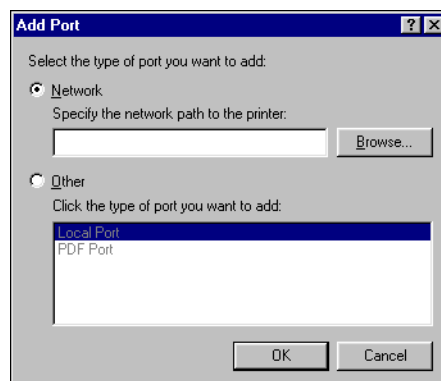 Add Port
Select the type of port you want to add:
Network
Specify the network path to the printer:
Browse...
Other
Click the type of port you want to add:
Local Port
PDF Port
OK Cancel